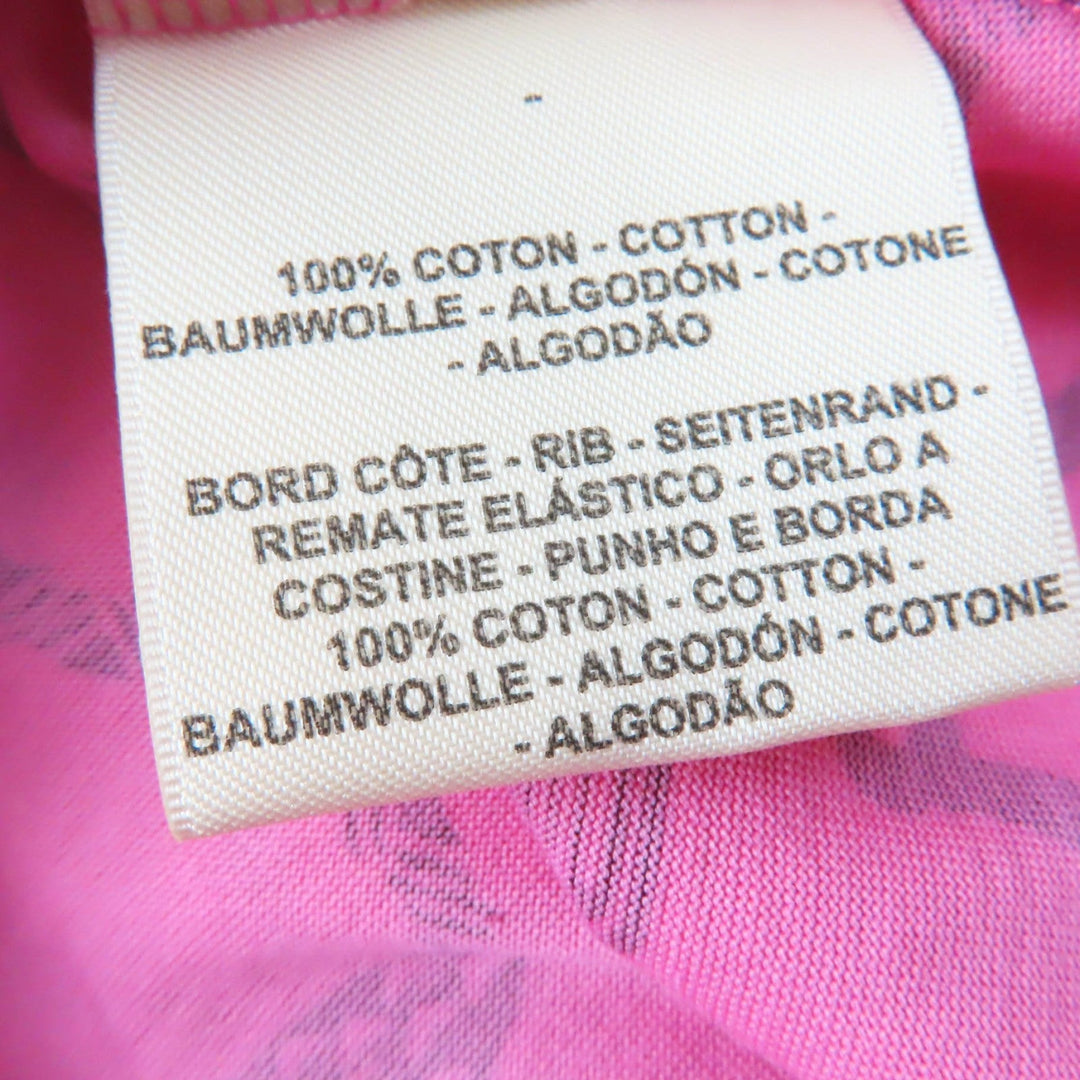 -
100% COTON - COTTON -
BAUMWOLLE - ALGODÓN - COTONE
- ALGODÃO
BORD CÔTE - RIB - SEITENRAND -
REMATE ELÁSTICO - ORLO A
COSTINE - PUNHO E BORDA
100% COTON - COTTON -
BAUMWOLLE - ALGODÓN - COTONE
- ALGODÃO